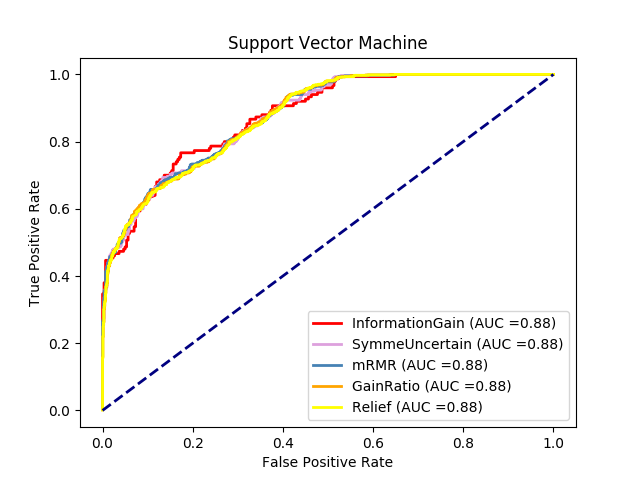 Support Vector Machine
1.0
0.8
0.6
0.4
0.2
0.0
True Positive Rate
InformationGain (AUC =0.88)
SymmeUncertain (AUC =0.88)
mRMR (AUC =0.88)
GainRatio (AUC =0.88)
Relief (AUC =0.88)
0.0 0.2 0.4 0.6 0.8 1.0
False Positive Rate